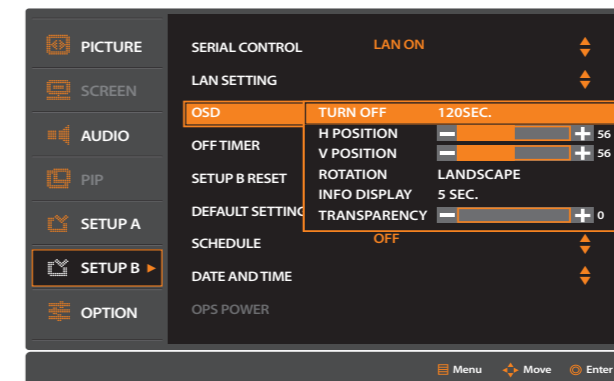 PICTURE
SCREEN
AUDIO
PIP
SETUP A
SETUP B
OPTION
SERIAL CONTROL LAN ON
LAN SETTING
OSD
OFF TIMER
SETUP B RESET
DEFAULT SETTING
SCHEDULE OFF
DATE AND TIME
OPS POWER
TURN OFF 120SEC.
H POSITION 56
V POSITION 56
ROTATION LANDSCAPE
INFO DISPLAY 5 SEC.
TRANSPARENCY 0
Menu Move Enter